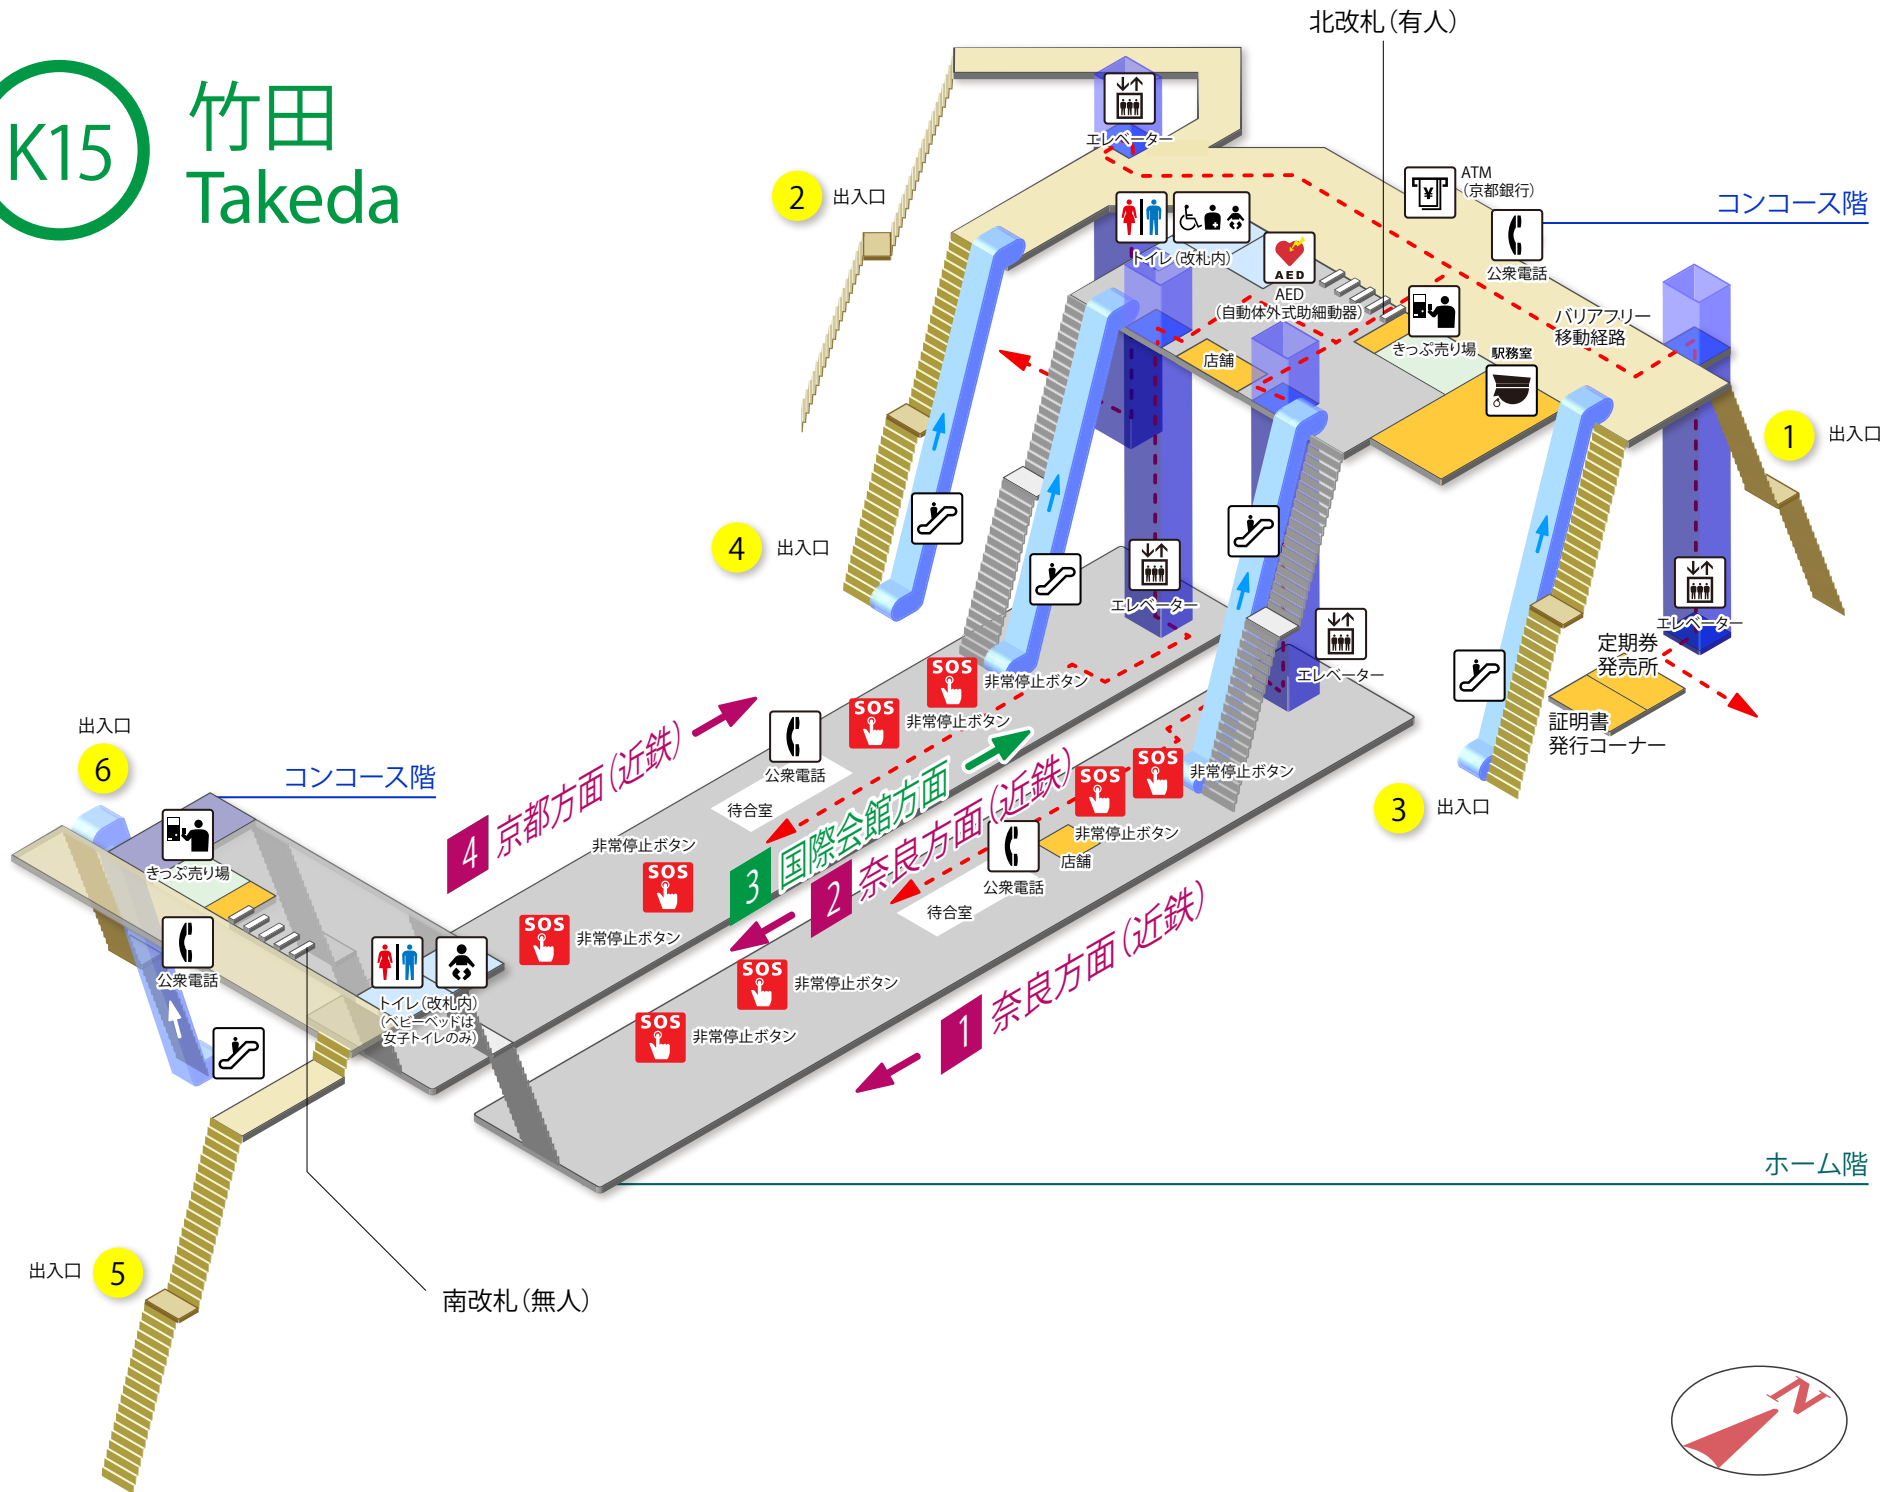 K15
竹田
Takeda
北改札(有人)
エレベーター
ATM
(京都銀行)
コンコース階
2
出入口
トイレ(改札内)
AED
AED
(自動体外式助細動器)
公衆電話
きっぷ売り場
バリアフリー
移動経路
駅務室
店舗
1
出入口
4
出入口
エレベーター
エレベーター
エレベーター
定期券
発売所
証明書
発行コーナー
3
出入口
SOS
非常停止ボタン
SOS
非常停止ボタン
公衆電話
待合室
4 京都方面(近鉄)
3 国際会館方面
2 奈良方面(近鉄)
1 奈良方面(近鉄)
SOS
非常停止ボタン
SOS
非常停止ボタン
店舗
公衆電話
待合室
非常停止ボタン
SOS
SOS
非常停止ボタン
SOS
非常停止ボタン
SOS
非常停止ボタン
出入口
6
コンコース階
きっぷ売り場
公衆電話
トイレ(改札内)
(ベビーベッドは
女子トイレのみ)
ホーム階
出入口
5
南改札(無人)
N